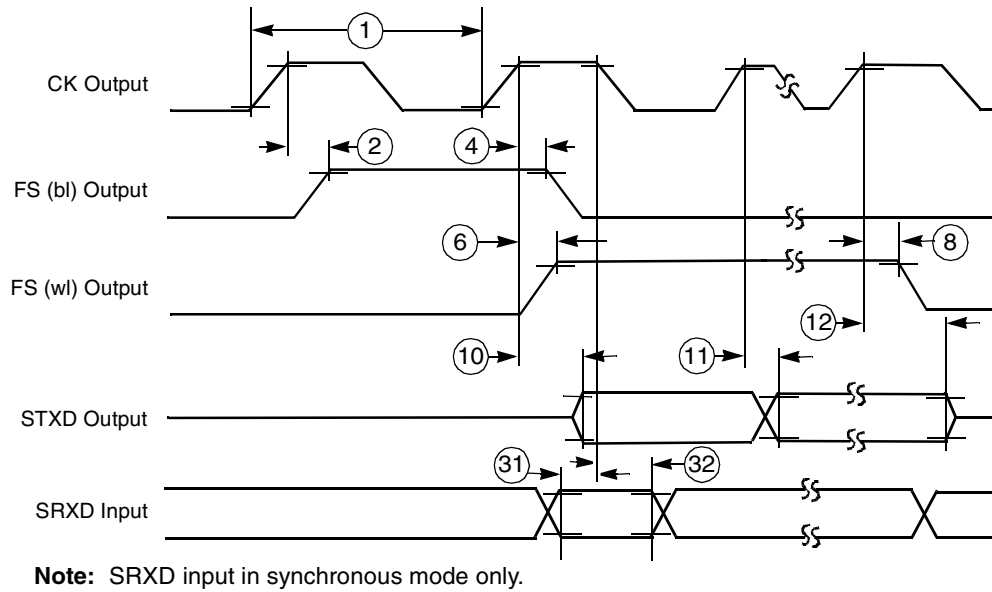 1
CK Output
2
4
FS (bl) Output
6
8
FS (wl) Output
12
10
11
STXD Output
31
32
SRXD Input
Note: SRXD input in synchronous mode only.